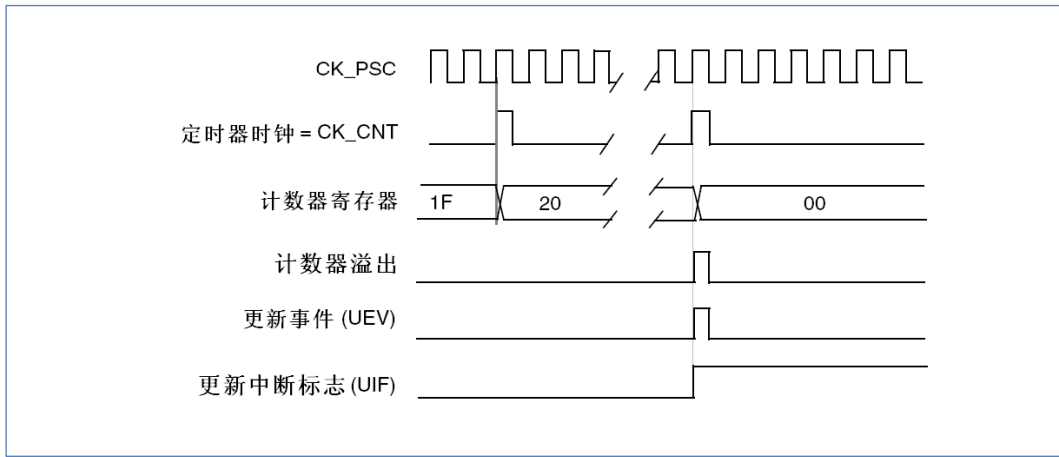 CK_PSC
定时器时钟 = CK_CNT
计数器寄存器 1F 20 00
计数器溢出
更新事件 (UEV)
更新中断标志 (UIF)